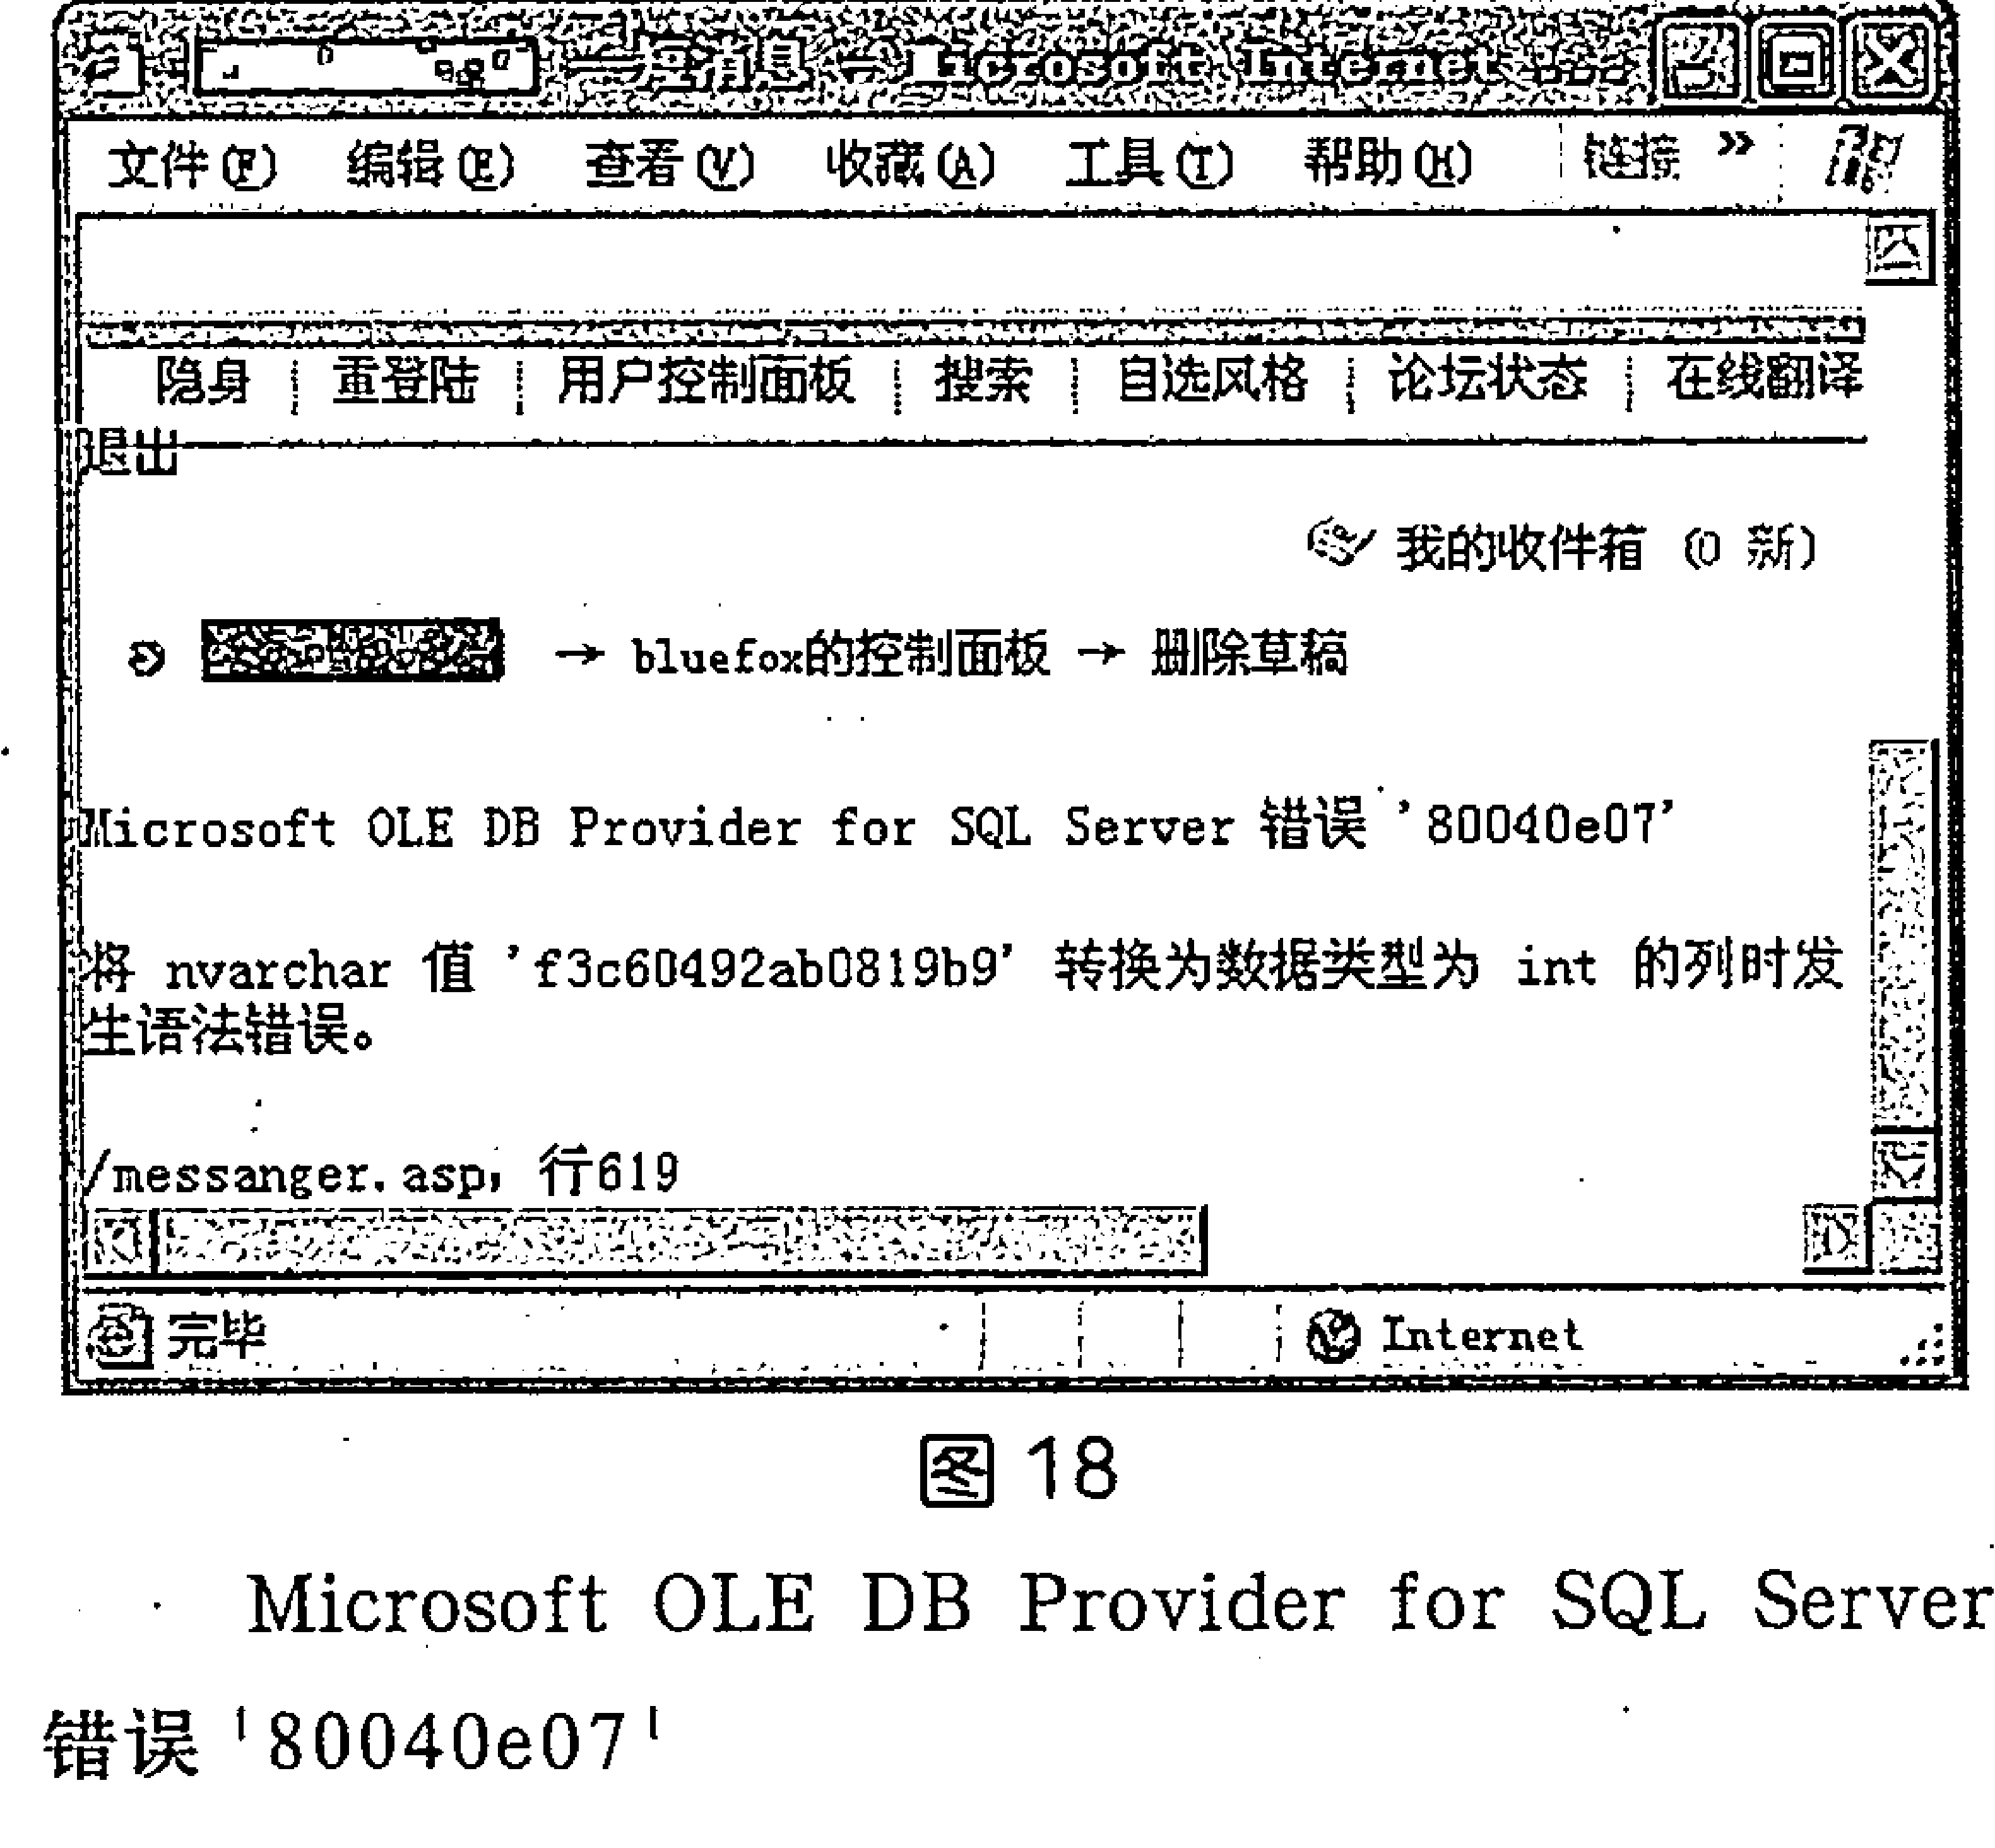 短消息 - Microsoft Internet
文件(F) 编辑(E) 查看(V) 收藏(A) 工具(T) 帮助(H) 链接 »
隐身 重登陆 用户控制面板 搜索 自选风格 论坛状态 在线翻译
退出
我的收件箱 (0 新)
→ bluefox的控制面板 → 删除草稿
Microsoft OLE DB Provider for SQL Server 错误 '80040e07'
将 nvarchar 值 'f3c60492ab0819b9' 转换为数据类型为 int 的列时发
生语法错误。
/messanger.asp, 行619
完毕 Internet
图 18
Microsoft OLE DB Provider for SQL Server
错误 '80040e07'